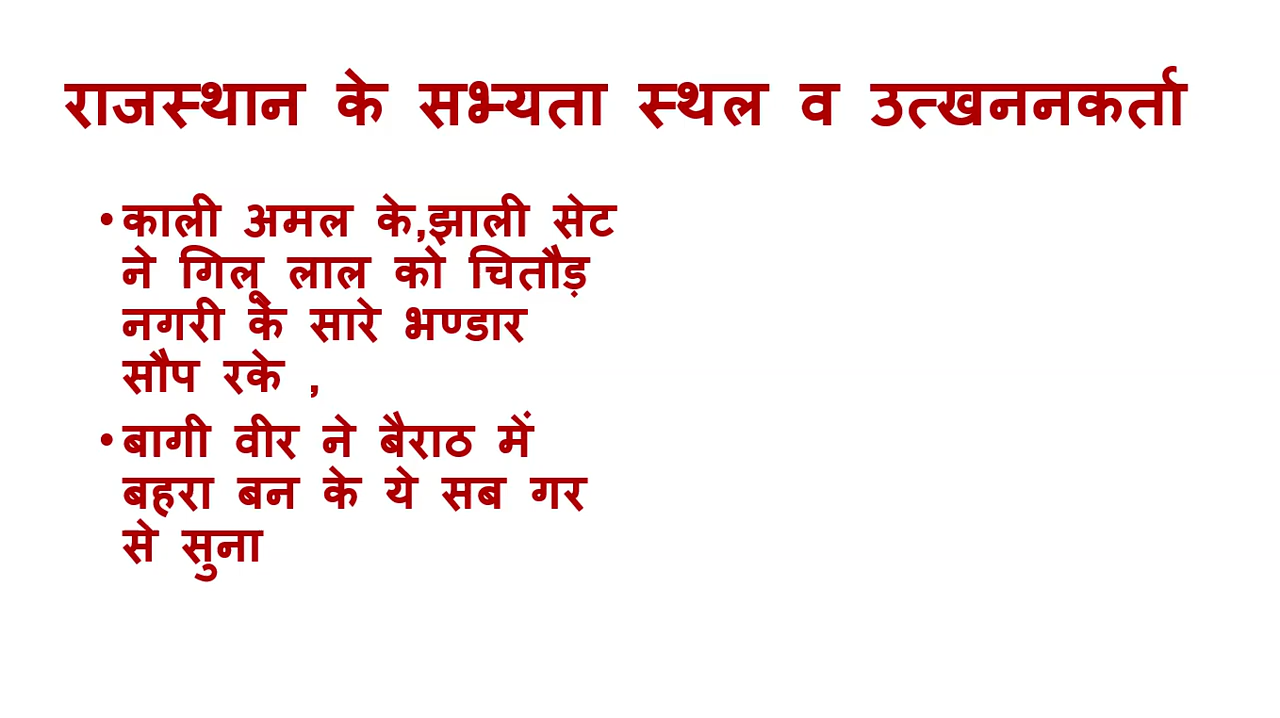 राजस्थान के सभ्यता स्थल व उत्खननकर्ता
•काली अमल के,झाली सेट
ने गिलू लाल को चितौड़
नगरी के सारे भण्डार
सौप रके ,
•बागी वीर ने बैराठ में
बहरा बन के ये सब गर
से सुना